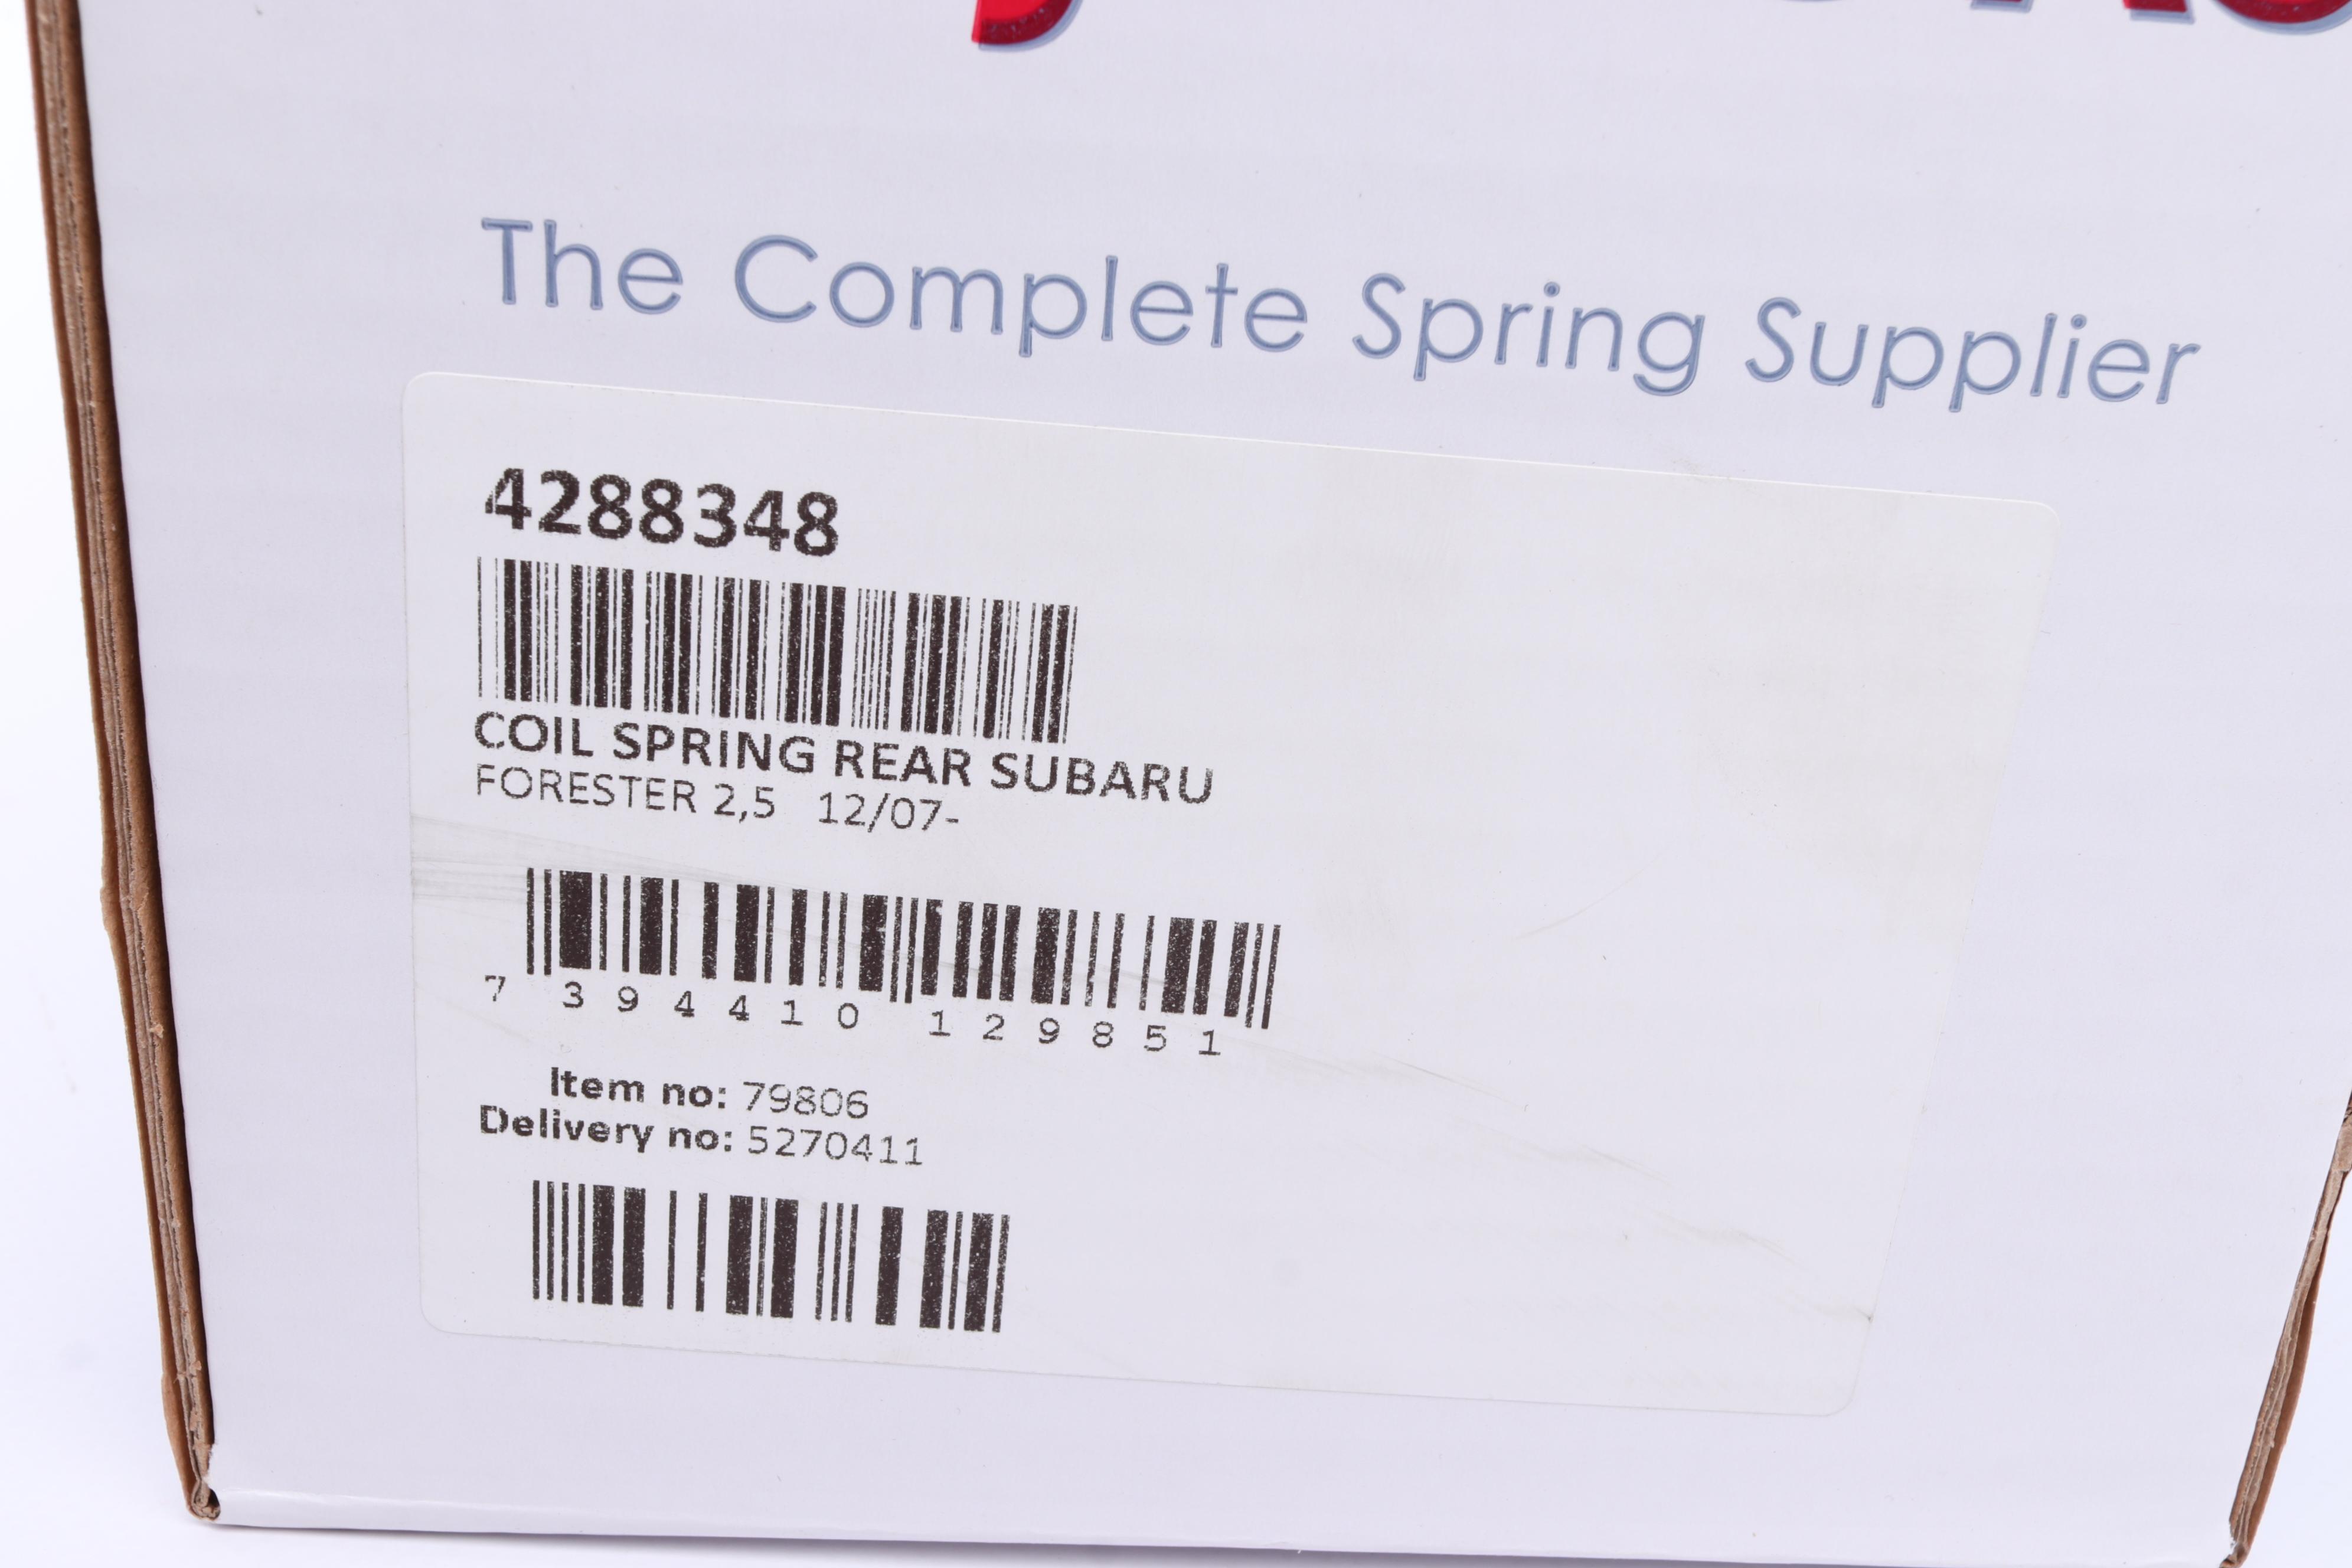 The Complete Spring Supplier
4288348
COIL SPRING REAR SUBARU
FORESTER 2,5 12/07-
7 394410 129851
Item no: 79806
Delivery no: 5270411